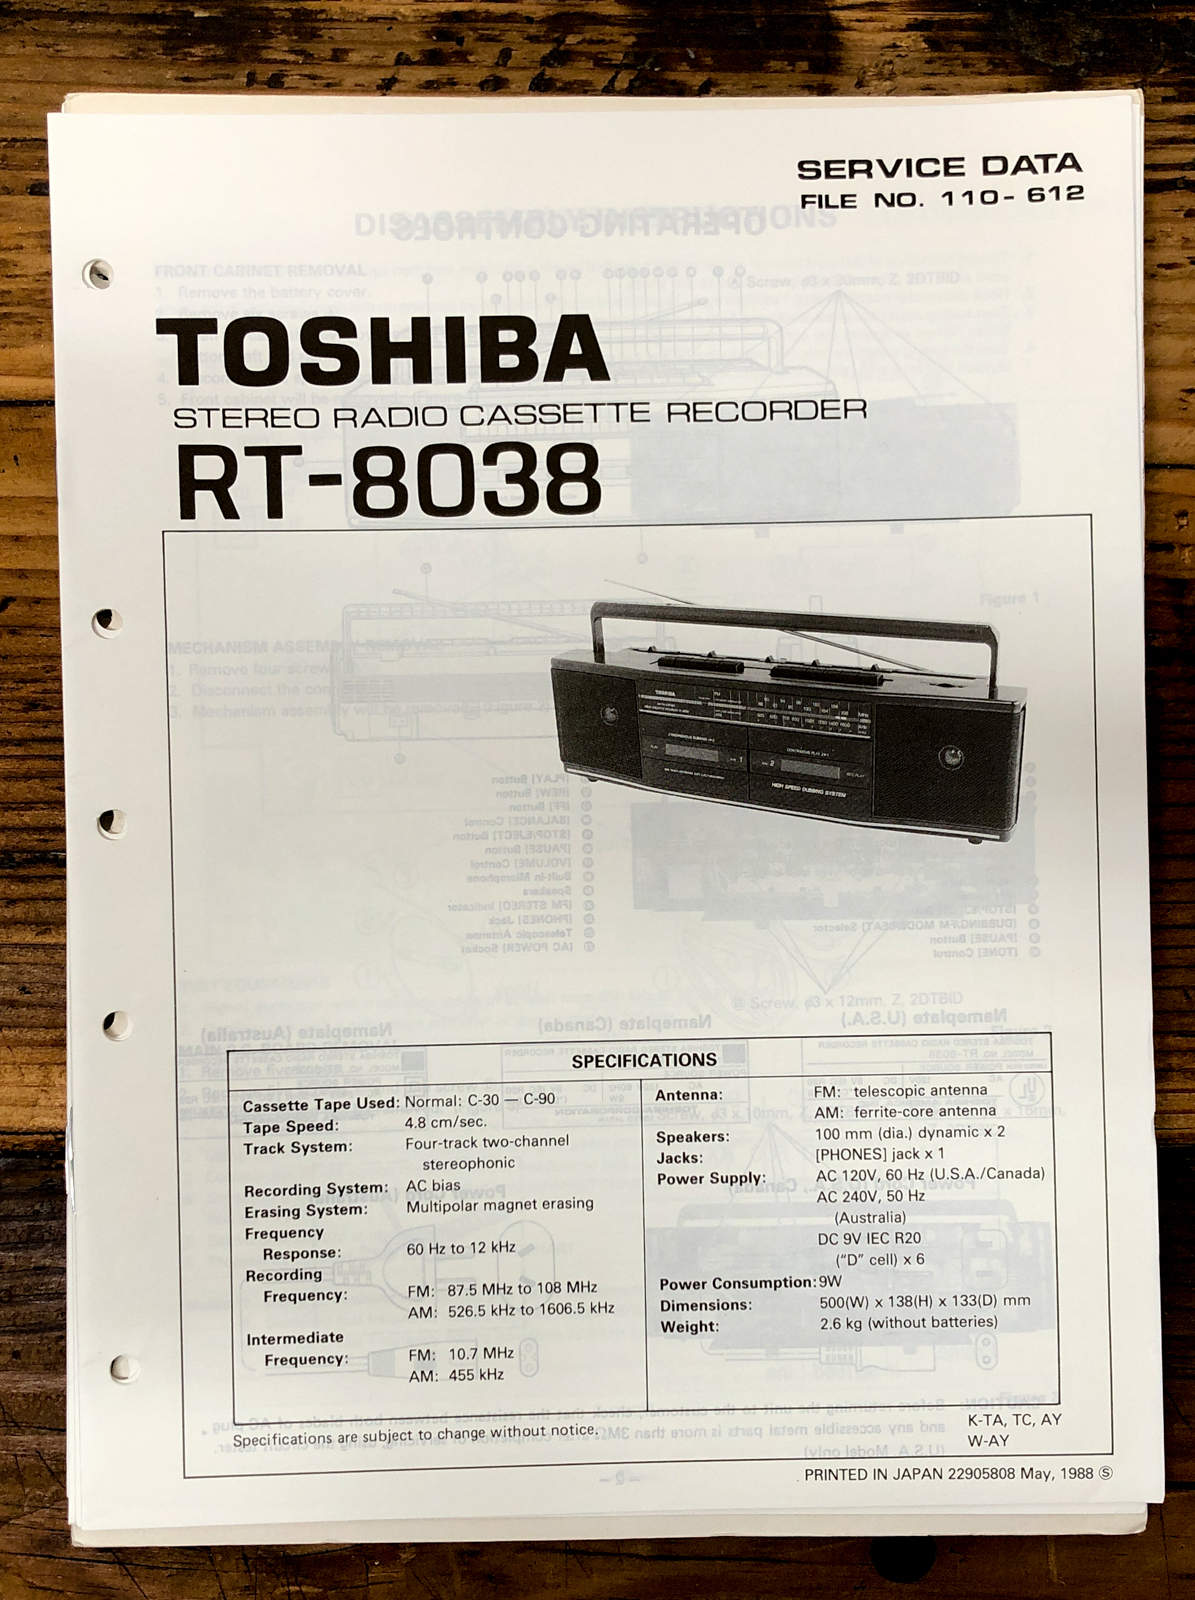 SERVICE DATA
FILE NO. 110-612
TOSHIBA
STEREO RADIO CASSETTE RECORDER
RT-8038
TOSHIBA
HIGH SPEED DUBBING SYSTEM
SPECIFICATIONS
Cassette Tape Used: Normal: C-30 — C-90
Tape Speed: 4.8 cm/sec.
Track System: Four-track two-channel
stereophonic
Recording System: AC bias
Erasing System: Multipolar magnet erasing
Frequency
Response: 60 Hz to 12 kHz
Recording
Frequency: FM: 87.5 MHz to 108 MHz
AM: 526.5 kHz to 1606.5 kHz
Intermediate
Frequency: FM: 10.7 MHz
AM: 455 kHz
Antenna: FM: telescopic antenna
AM: ferrite-core antenna
Speakers: 100 mm (dia.) dynamic x 2
Jacks: [PHONES] jack x 1
Power Supply: AC 120V, 60 Hz (U.S.A./Canada)
AC 240V, 50 Hz
(Australia)
DC 9V IEC R20
("D" cell) x 6
Power Consumption: 9W
Dimensions: 500(W) x 138(H) x 133(D) mm
Weight: 2.6 kg (without batteries)
Specifications are subject to change without notice.
K-TA, TC, AY
W-AY
PRINTED IN JAPAN 22905808 May, 1988 Ⓢ